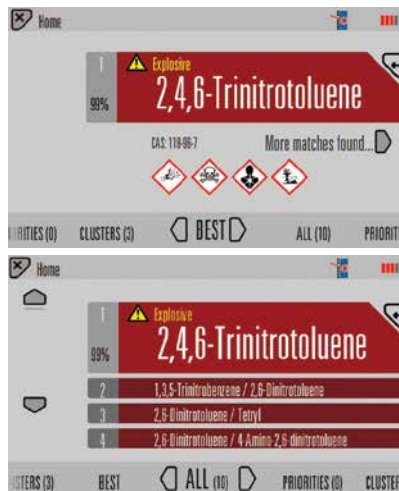 Home
1
Explosive
99%
2,4,6-Trinitrotoluene
CAS: 118-96-7
More matches found...
RITIES (0) CLUSTERS (3) BEST ALL (10) PRIORIT
Home
1
Explosive
99%
2,4,6-Trinitrotoluene
2 1,3,5-Trinitrobenzene / 2,6-Dinitrotoluene
3 2,6-Dinitrotoluene / Tetryl
4 2,6-Dinitrotoluene / 4-Amino-2,6-dinitrotoluene
STERS (3) BEST ALL (10) PRIORITIES (0) CLUSTER